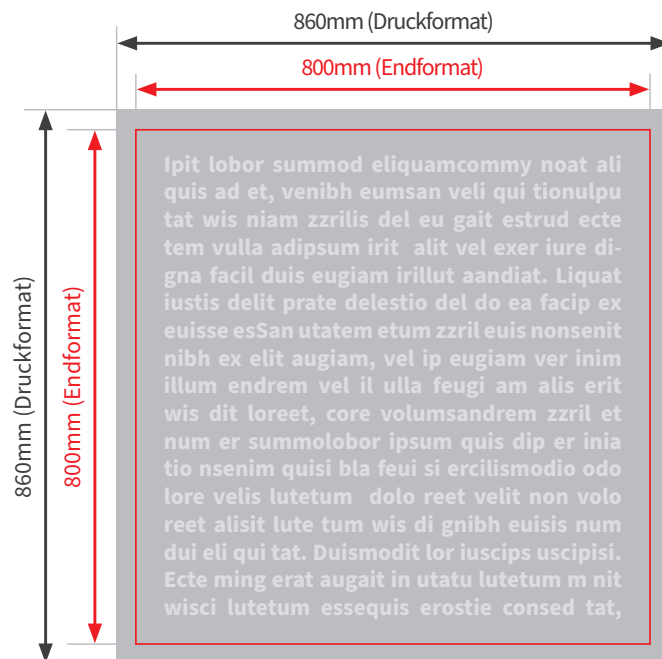 860mm (Druckformat)
800mm (Endformat)
860mm (Druckformat)
800mm (Endformat)
Ipit lobor summod eliquamcommy noat ali
quis ad et, venibh eumsan veli qui tionulpu
tat wis niam zzrilis del eu gait estrud ecte
tem vulla adipsum irit alit vel exer iure di-
gna facil duis eugiam irillut aandiat. Liquat
iustis delit prate delestio del do ea facip ex
euisse esSan utatem etum zzril euis nonsenit
nibh ex elit augiam, vel ip eugiam ver inim
illum endrem vel il ulla feugi am alis erit
wis dit loreet, core volumsandrem zzril et
num er summolobor ipsum quis dip er inia
tio nsenim quisi bla feui si ercilismodio odo
lore velis lutetum dolo reet velit non volo
reet alisit lute tum wis di gnibh euisis num
dui eli qui tat. Duismodit lor iuscips uscipisi.
Ecte ming erat augait in utatu lutetum m nit
wisci lutetum essequis erostie consed tat,